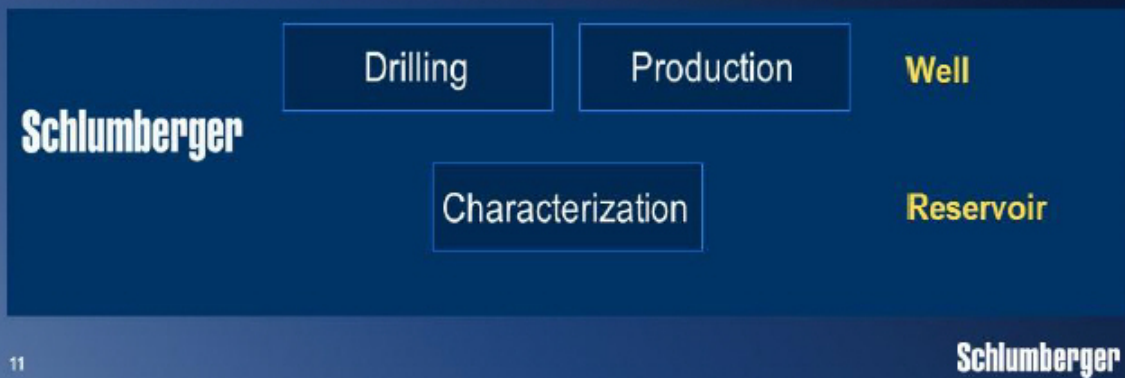 Drilling Production Well
Schlumberger
Characterization Reservoir
11 Schlumberger